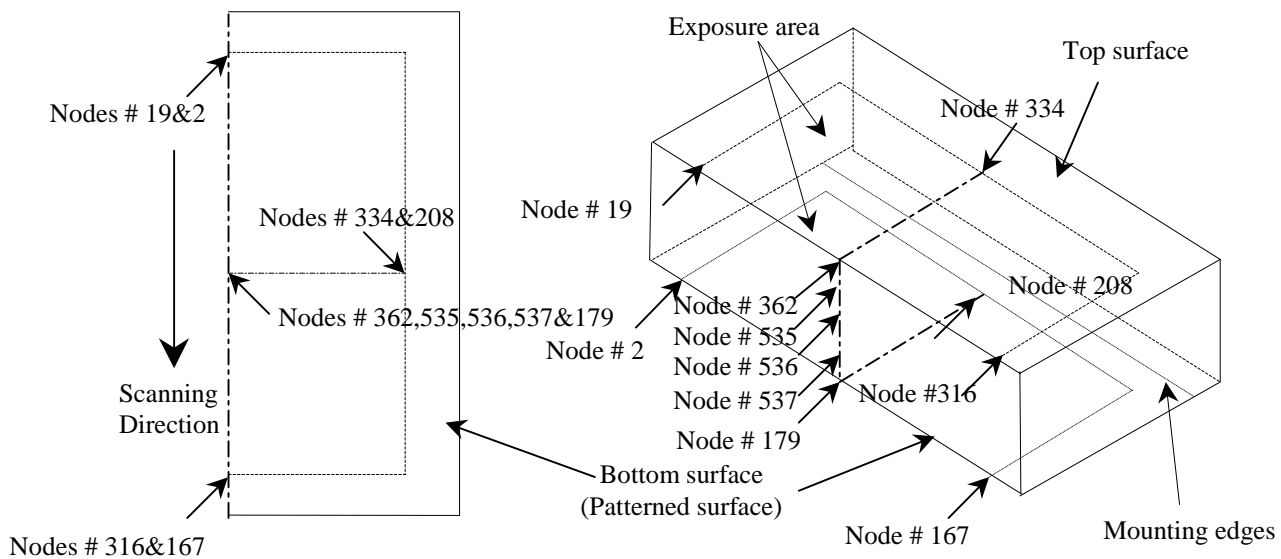 Nodes # 19&2
Nodes # 334&208
Nodes # 362,535,536,537&179
Scanning
Direction
Nodes # 316&167
Bottom surface
(Patterned surface)
Exposure area
Top surface
Node # 334
Node # 19
Node # 208
Node # 362
Node # 535
Node # 2
Node # 536
Node # 537
Node #316
Node # 179
Node # 167
Mounting edges